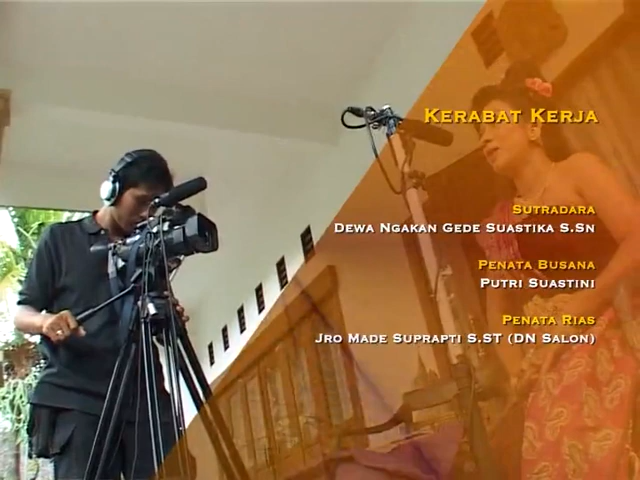 Kerabat Kerja
Sutradara
Dewa Ngakan Gede Suastika S.Sn
Penata Busana
Putri Suastini
Penata Rias
Jro Made Suprapti S.ST (DN Salon)